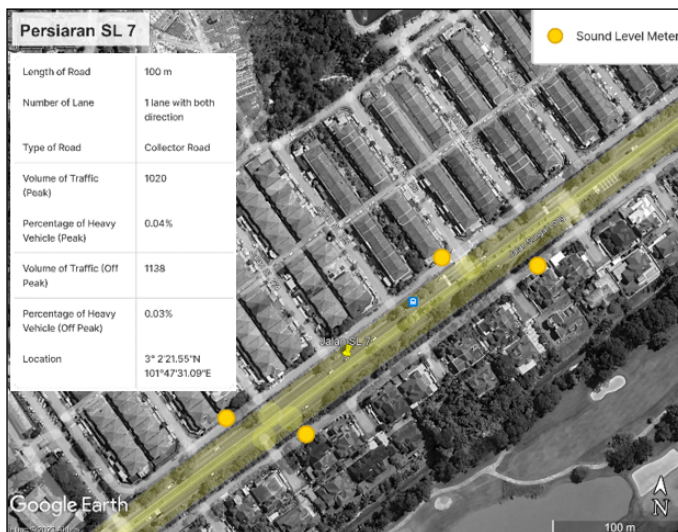 Persiaran SL 7
Sound Level Meter
Length of Road
100 m
Number of Lane
1 lane with both
direction
Type of Road
Collector Road
Volume of Traffic
(Peak)
1020
Percentage of Heavy
Vehicle (Peak)
0.04%
Volume of Traffic (Off
Peak)
1138
Percentage of Heavy
Vehicle (Off Peak)
0.03%
Location
3° 2'21.55"N
101°47'31.09"E
Jalan SL 7
Google Earth
N
100 m